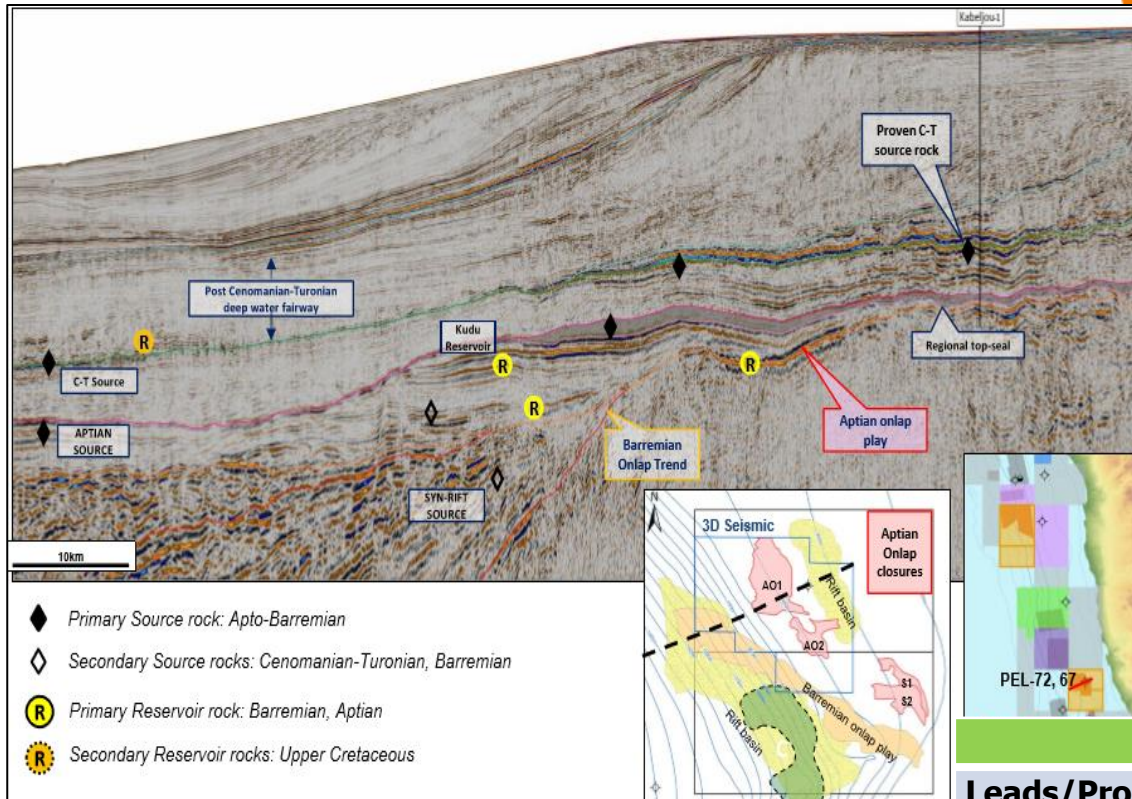 Kabeljou-1
Proven C-T
source rock
Post Cenomanian-Turonian
deep water fairway
Kudu
Reservoir
R
C-T Source
Regional top-seal
R
R
R
APTIAN
SOURCE
Aptian onlap
play
Barremian
Onlap Trend
SYN-RIFT
SOURCE
10km
N
3D Seismic
Aptian
Onlap
closures
AO1
Rift basin
AO2
S1
S2
Barremian onlap play
Rift basin
PEL-72, 67
Primary Source rock: Apto-Barremian
Secondary Source rocks: Cenomanian-Turonian, Barremian
R Primary Reservoir rock: Barremian, Aptian
R Secondary Reservoir rocks: Upper Cretaceous
Leads/Pro